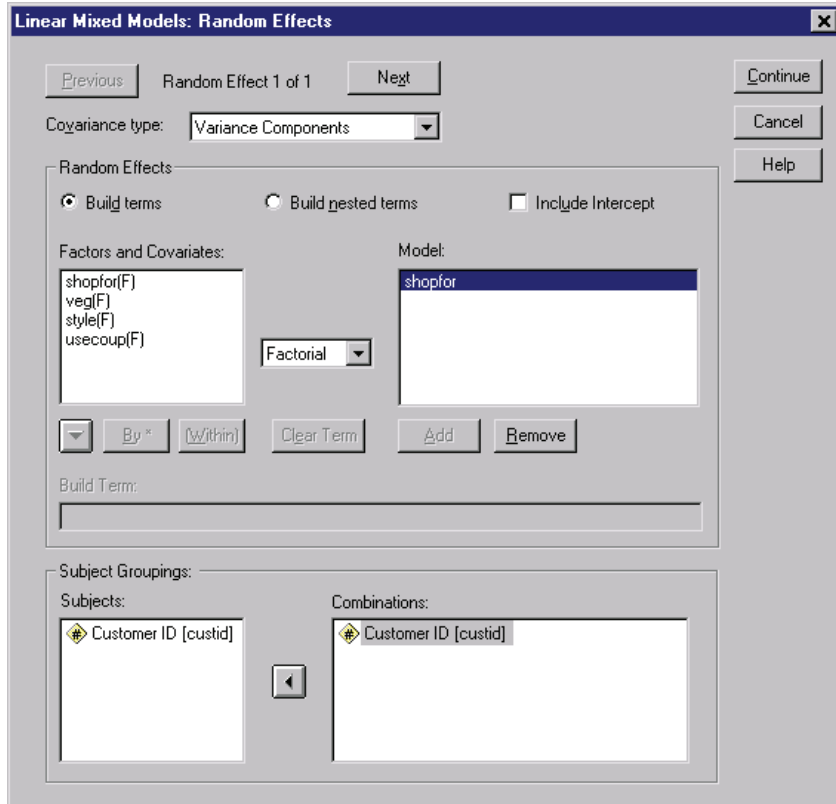 Linear Mixed Models: Random Effects
Previous Random Effect 1 of 1 Next Continue
Covariance type: Variance Components Cancel
Random Effects Help
Build terms Build nested terms Include Intercept
Factors and Covariates: Model:
shopfor(F) shopfor
veg(F)
style(F)
usecoup(F)
Factorial
By * (Within) Clear Term Add Remove
Build Term:
Subject Groupings:
Subjects: Combinations:
# Customer ID [custid] # Customer ID [custid]